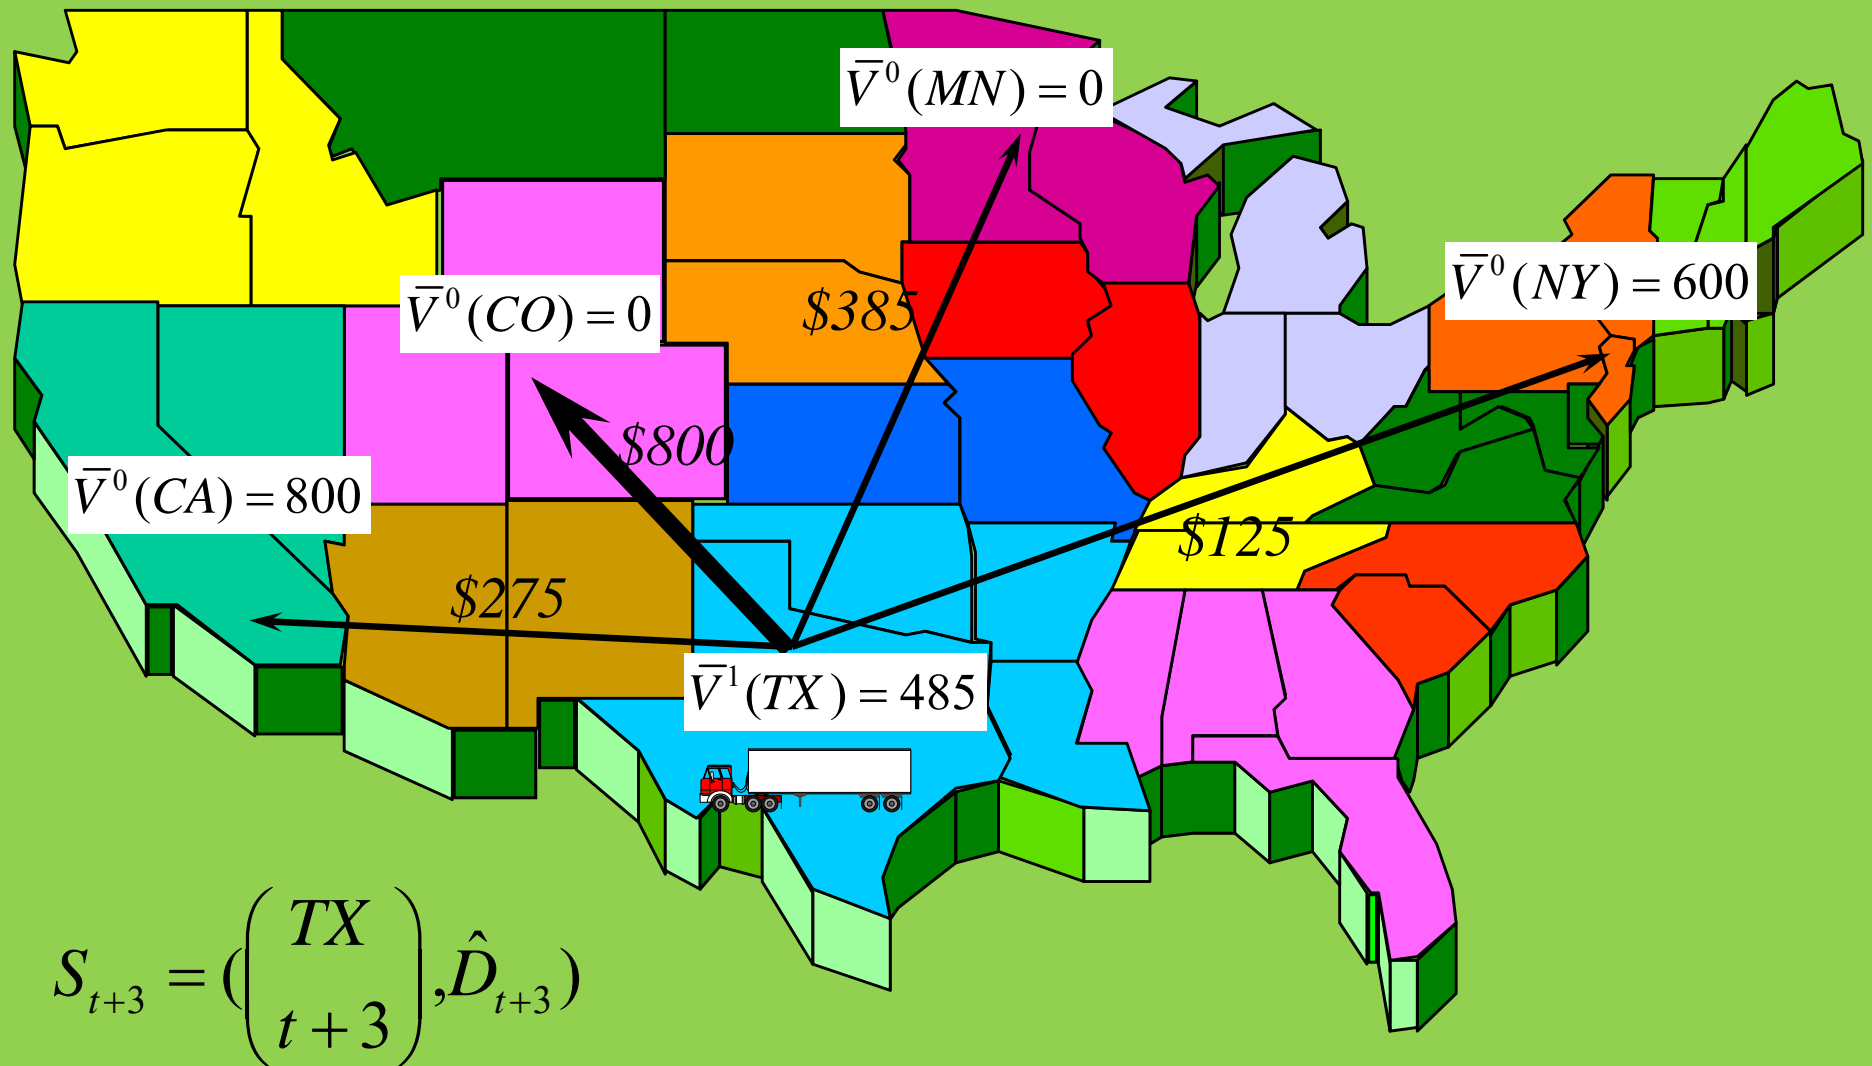 V̅⁰(MN) = 0
V̅⁰(NY) = 600
V̅⁰(CO) = 0
$385
$800
V̅⁰(CA) = 800
$125
$275
V̅¹(TX) = 485
TX
Sₜ₊₃ = (( ), D̂ₜ₊₃)
t + 3